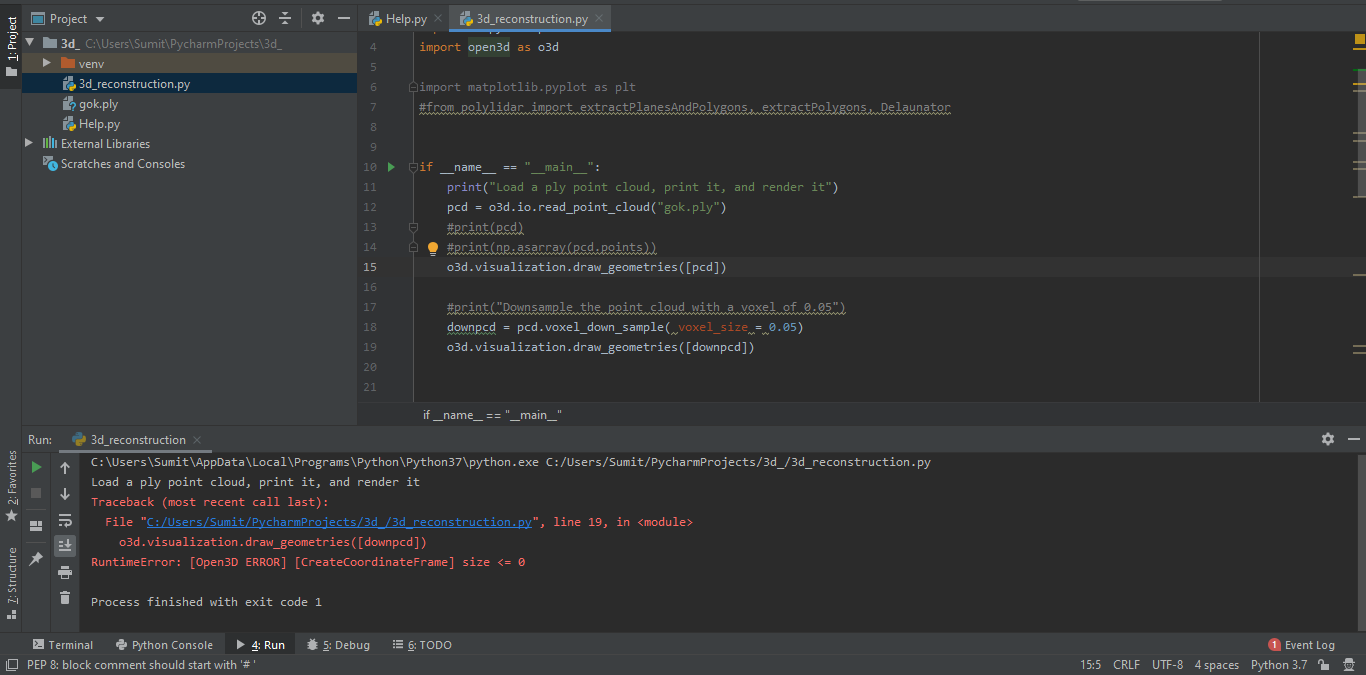 1: Project
Project
Help.py
3d_reconstruction.py
3d_ C:\Users\Sumit\PycharmProjects\3d_
venv
3d_reconstruction.py
gok.ply
Help.py
External Libraries
Scratches and Consoles
4 import open3d as o3d
5
6 import matplotlib.pyplot as plt
7 #from polylidar import extractPlanesAndPolygons, extractPolygons, Delaunator
8
9
10 if __name__ == "__main__":
11 print("Load a ply point cloud, print it, and render it")
12 pcd = o3d.io.read_point_cloud("gok.ply")
13 #print(pcd)
14 #print(np.asarray(pcd.points))
15 o3d.visualization.draw_geometries([pcd])
16
17 #print("Downsample the point cloud with a voxel of 0.05")
18 downpcd = pcd.voxel_down_sample( voxel_size = 0.05)
19 o3d.visualization.draw_geometries([downpcd])
20
21
if __name__ == "__main__"
Run: 3d_reconstruction
2: Favorites
7: Structure
C:\Users\Sumit\AppData\Local\Programs\Python\Python37\python.exe C:/Users/Sumit/PycharmProjects/3d_/3d_reconstruction.py
Load a ply point cloud, print it, and render it
Traceback (most recent call last):
File "C:/Users/Sumit/PycharmProjects/3d_/3d_reconstruction.py", line 19, in <module>
o3d.visualization.draw_geometries([downpcd])
RuntimeError: [Open3D ERROR] [CreateCoordinateFrame] size <= 0
Process finished with exit code 1
Terminal Python Console 4: Run 5: Debug 6: TODO 1 Event Log
PEP 8: block comment should start with '# ' 15:5 CRLF UTF-8 4 spaces Python 3.7